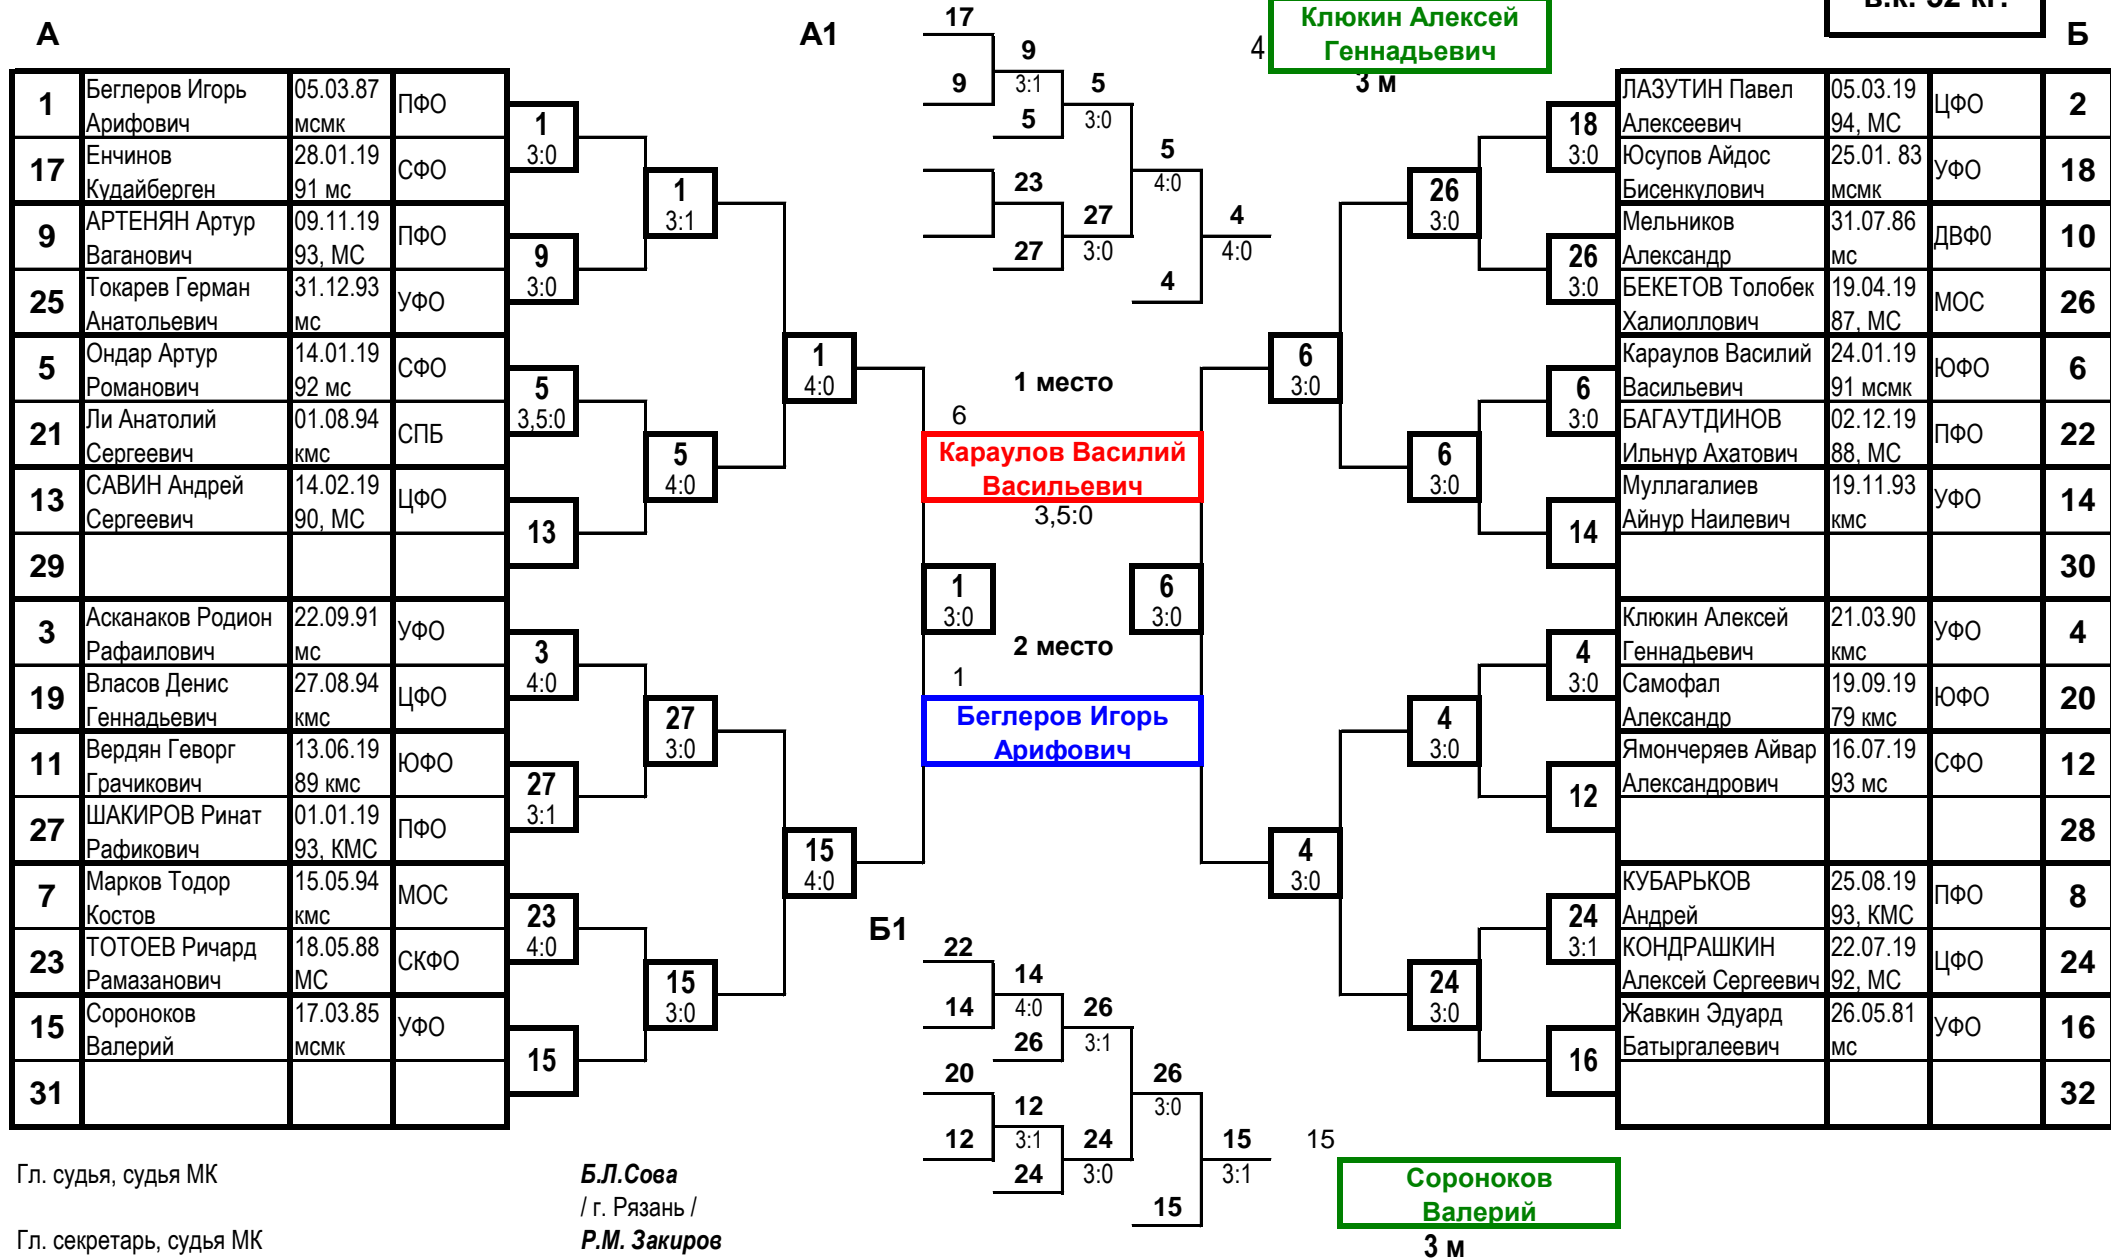 А
А1
17
Клюкин Алексей
4
Геннадьевич
3 м
Б
9
9
3:1
5
5
3:0
5
4:0
23
27
27
3:0
4
4:0
4
1
Беглеров Игорь
Арифович
05.03.87
мсмк
ПФО
17
Енчинов
Кудайберген
28.01.19
91 мс
СФО
9
АРТЕНЯН Артур
Ваганович
09.11.19
93, МС
ПФО
25
Токарев Герман
Анатольевич
31.12.93
мс
УФО
5
Ондар Артур
Романович
14.01.19
92 мс
СФО
21
Ли Анатолий
Сергеевич
01.08.94
кмс
СПБ
13
САВИН Андрей
Сергеевич
14.02.19
90, МС
ЦФО
29
3
Асканаков Родион
Рафаилович
22.09.91
мс
УФО
19
Власов Денис
Геннадьевич
27.08.94
кмс
ЦФО
11
Вердян Геворг
Грачикович
13.06.19
89 кмс
ЮФО
27
ШАКИРОВ Ринат
Рафикович
01.01.19
93, КМС
ПФО
7
Марков Тодор
Костов
15.05.94
кмс
МОС
23
ТОТОЕВ Ричард
Рамазанович
18.05.88
МС
СКФО
15
Сороноков
Валерий
17.03.85
мсмк
УФО
31
1
3:0
9
3:0
5
3,5:0
13
3
4:0
27
3:1
23
4:0
15
1
3:1
5
4:0
27
3:0
15
3:0
1
4:0
15
4:0
1 место
6
Караулов Василий
Васильевич
3,5:0
1
3:0
6
3:0
2 место
1
Беглеров Игорь
Арифович
6
3:0
4
3:0
26
3:0
6
3:0
4
3:0
24
3:0
18
3:0
26
3:0
6
3:0
14
4
3:0
12
24
3:1
16
ЛАЗУТИН Павел
Алексеевич
05.03.19
94, МС
ЦФО
2
Юсупов Айдос
Бисенкулович
25.01. 83
мсмк
УФО
18
Мельников
Александр
31.07.86
мс
ДВФ0
10
БЕКЕТОВ Толобек
Халиоллович
19.04.19
87, МС
МОС
26
Караулов Василий
Васильевич
24.01.19
91 мсмк
ЮФО
6
БАГАУТДИНОВ
Ильнур Ахатович
02.12.19
88, МС
ПФО
22
Муллагалиев
Айнур Наилевич
19.11.93
кмс
УФО
14
30
Клюкин Алексей
Геннадьевич
21.03.90
кмс
УФО
4
Самофал
Александр
19.09.19
79 кмс
ЮФО
20
Ямончеряев Айвар
Александрович
16.07.19
93 мс
СФО
12
28
КУБАРЬКОВ
Андрей
25.08.19
93, КМС
ПФО
8
КОНДРАШКИН
Алексей Сергеевич
22.07.19
92, МС
ЦФО
24
Жавкин Эдуард
Батыргалеевич
26.05.81
мс
УФО
16
32
Б1
22
14
14
4:0
26
26
3:1
20
26
3:0
12
12
3:1
24
24
3:0
15
3:1
15
15
Сороноков
Валерий
3 м
Гл. судья, судья МК
Б.Л.Сова
/ г. Рязань /
Гл. секретарь, судья МК
Р.М. Закиров